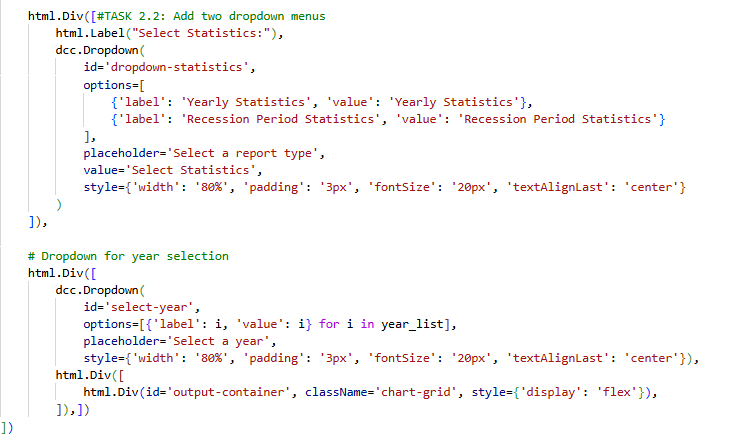 html.Div([#TASK 2.2: Add two dropdown menus
html.Label("Select Statistics:"),
dcc.Dropdown(
id='dropdown-statistics',
options=[
{'label': 'Yearly Statistics', 'value': 'Yearly Statistics'},
{'label': 'Recession Period Statistics', 'value': 'Recession Period Statistics'}
],
placeholder='Select a report type',
value='Select Statistics',
style={'width': '80%', 'padding': '3px', 'fontSize': '20px', 'textAlignLast': 'center'}
)
]),
# Dropdown for year selection
html.Div([
dcc.Dropdown(
id='select-year',
options=[{'label': i, 'value': i} for i in year_list],
placeholder='Select a year',
style={'width': '80%', 'padding': '3px', 'fontSize': '20px', 'textAlignLast': 'center'}),
html.Div([
html.Div(id='output-container', className='chart-grid', style={'display': 'flex'}),
]),])
])